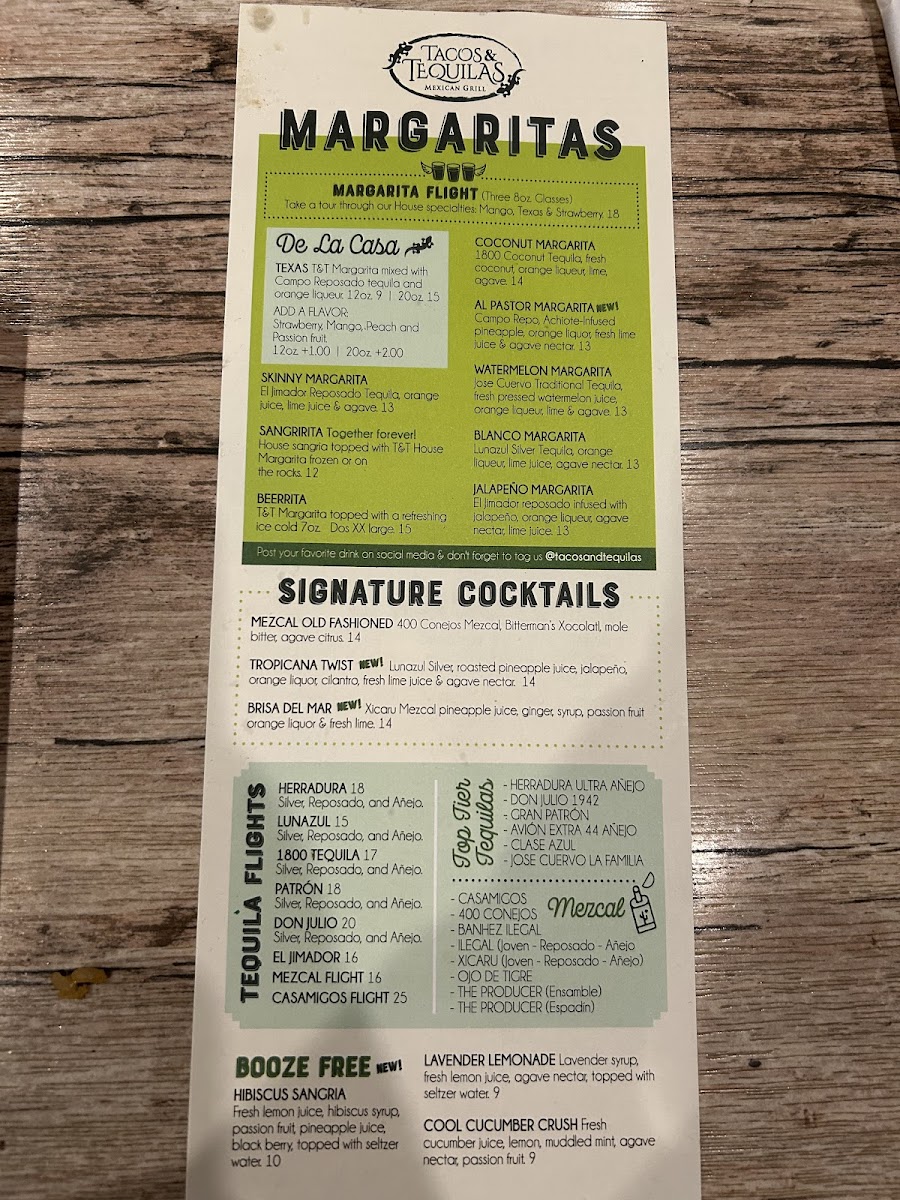 TACOS &
TEQUILAS
MEXICAN GRILL
MARGARITAS
MARGARITA FLIGHT (Three 8oz. Glasses)
Take a tour through our House specialties: Mango, Texas & Strawberry. 18
De La Casa
TEXAS T&T Margarita mixed with
Campo Reposado tequila and
orange liqueur. 12oz. 9 | 20oz. 15
ADD A FLAVOR:
Strawberry, Mango, Peach and
Passion fruit.
12oz. +1.00 | 20oz. +2.00
SKINNY MARGARITA
El Jimador Reposado Tequila, orange
juice, lime juice & agave. 13
SANGRIRITA Together forever!
House sangria topped with T&T House
Margarita frozen or on
the rocks. 12
BEERRITA
T&T Margarita topped with a refreshing
ice cold 7oz. Dos XX large. 15
COCONUT MARGARITA
1800 Coconut Tequila, fresh
coconut, orange liqueur, lime,
agave. 14
AL PASTOR MARGARITA NEW!
Campo Repo, Achiote-Infused
pineapple, orange liquor, fresh lime
juice & agave nectar. 13
WATERMELON MARGARITA
Jose Cuervo Traditional Tequila,
fresh pressed watermelon juice,
orange liqueur, lime & agave. 13
BLANCO MARGARITA
Lunazul Silver Tequila, orange
liqueur, lime juice, agave nectar. 13
JALAPEÑO MARGARITA
El Jimador reposado infused with
jalapeño, orange liqueur, agave
nectar, lime juice. 13
Post your favorite drink on social media & don't forget to tag us @tacosandtequilas
SIGNATURE COCKTAILS
MEZCAL OLD FASHIONED 400 Conejos Mezcal, Bitterman's Xocolatl, mole
bitter, agave citrus. 14
TROPICANA TWIST NEW! Lunazul Silver, roasted pineapple juice, jalapeño,
orange liquor, cilantro, fresh lime juice & agave nectar. 14
BRISA DEL MAR NEW! Xicaru Mezcal pineapple juice, ginger, syrup, passion fruit
orange liquor & fresh lime. 14
TEQUILA FLIGHTS
HERRADURA 18
Silver, Reposado, and Añejo.
LUNAZUL 15
Silver, Reposado, and Añejo.
1800 TEQUILA 17
Silver, Reposado, and Añejo.
PATRÓN 18
Silver, Reposado, and Añejo.
DON JULIO 20
Silver, Reposado, and Añejo.
EL JIMADOR 16
MEZCAL FLIGHT 16
CASAMIGOS FLIGHT 25
Top Tier
Tequilas
- HERRADURA ULTRA AÑEJO
- DON JULIO 1942
- GRAN PATRÓN
- AVIÓN EXTRA 44 AÑEJO
- CLASE AZUL
- JOSE CUERVO LA FAMILIA
Mezcal
- CASAMIGOS
- 400 CONEJOS
- BANHEZ ILEGAL
- ILEGAL (Joven - Reposado - Añejo
- XICARU (Joven - Reposado - Añejo)
- OJO DE TIGRE
- THE PRODUCER (Ensamble)
- THE PRODUCER (Espadin)
BOOZE FREE NEW!
HIBISCUS SANGRIA
Fresh lemon juice, hibiscus syrup,
passion fruit, pineapple juice,
black berry, topped with seltzer
water. 10
LAVENDER LEMONADE Lavender syrup,
fresh lemon juice, agave nectar, topped with
seltzer water. 9
COOL CUCUMBER CRUSH Fresh
cucumber juice, lemon, muddled mint, agave
nectar, passion fruit. 9